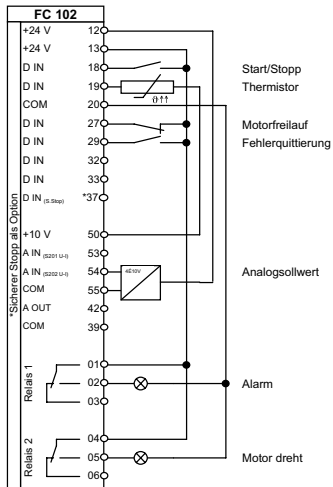 FC 102
+24 V 12
+24 V 13
D IN 18 Start/Stopp
D IN 19 Thermistor
ϑ↑↑
COM 20
D IN 27 Motorfreilauf
D IN 29 Fehlerquittierung
D IN 32
D IN 33
D IN (S.Stop) *37
*Sicherer Stopp als Option
+10 V 50
A IN (S201 U-I) 53
A IN (S202 U-I) 54 Analogsollwert
COM 55
A OUT 42
COM 39
Relais 1
01
02 Alarm
03
Relais 2
04
05 Motor dreht
06